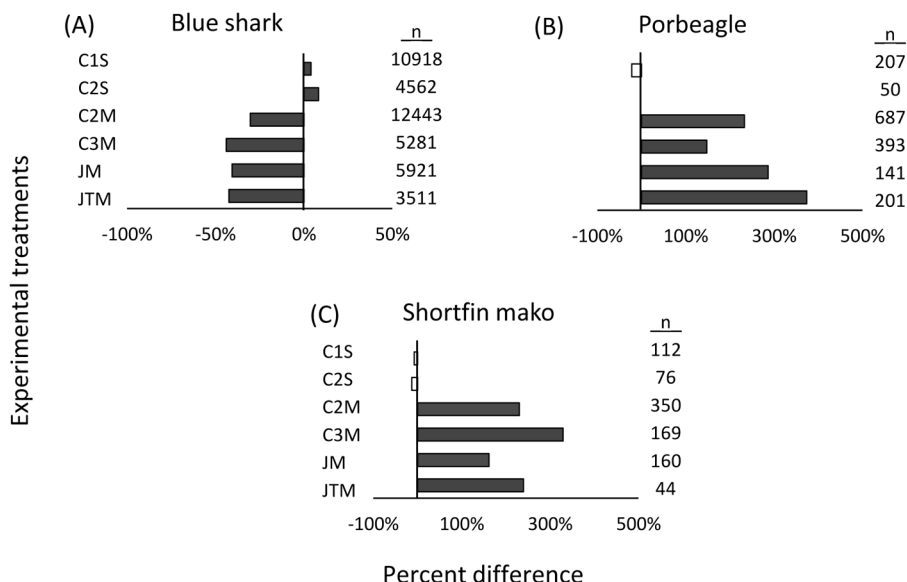 (A) Blue shark
n
C1S 10918
C2S 4562
C2M 12443
C3M 5281
JM 5921
JTM 3511
-100% -50% 0% 50%
(B) Porbeagle
n
207
50
687
393
141
201
-100% 100% 300% 500%
Experimental treatments
(C) Shortfin mako
n
C1S 112
C2S 76
C2M 350
C3M 169
JM 160
JTM 44
-100% 100% 300% 500%
Percent difference